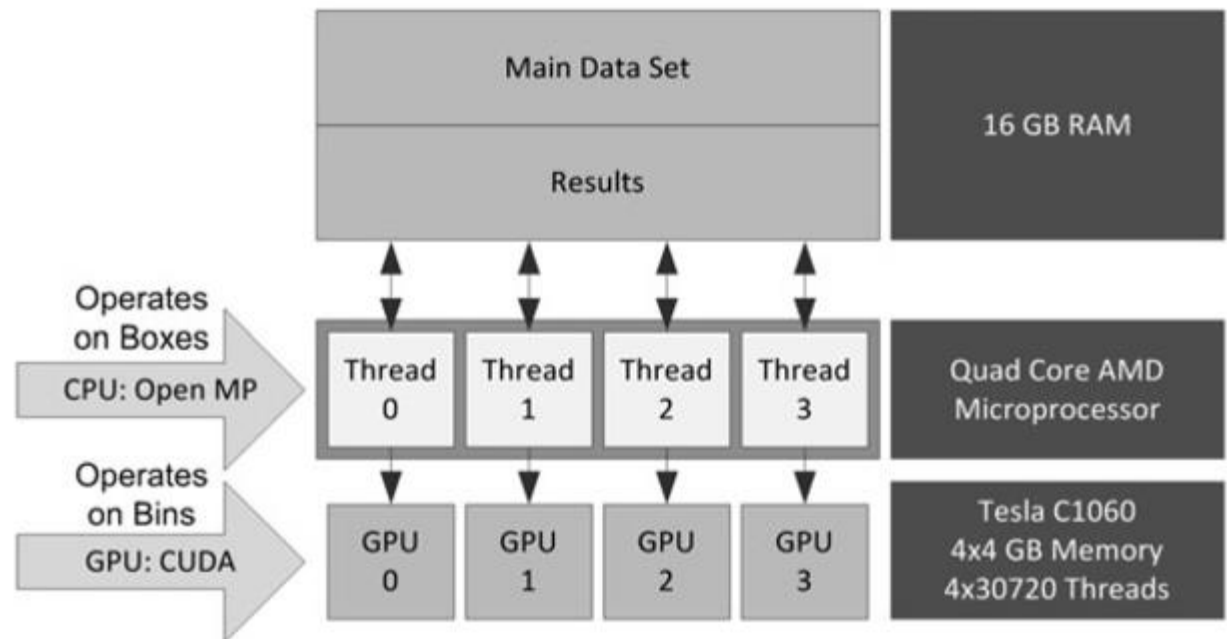 Main Data Set
16 GB RAM
Results
Operates
on Boxes
CPU: Open MP
Thread
0
Thread
1
Thread
2
Thread
3
Quad Core AMD
Microprocessor
Operates
on Bins
GPU: CUDA
GPU
0
GPU
1
GPU
2
GPU
3
Tesla C1060
4x4 GB Memory
4x30720 Threads